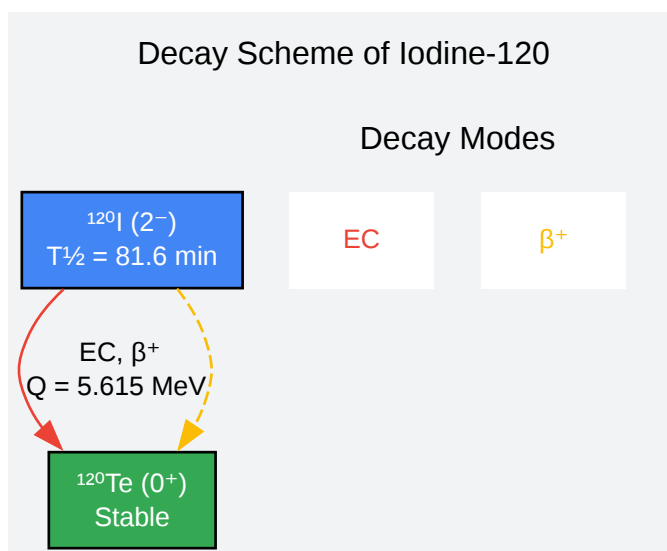 Decay Scheme of Iodine-120
Decay Modes
¹²⁰I (2⁻)
T½ = 81.6 min
EC
β⁺
EC, β⁺
Q = 5.615 MeV
¹²⁰Te (0⁺)
Stable